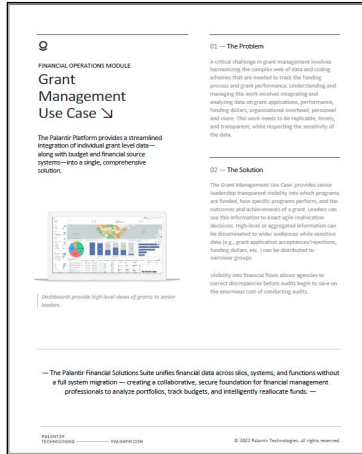 FINANCIAL OPERATIONS MODULE
Grant
Management
Use Case ↘
The Palantir Platform provides a streamlined
integration of individual grant level data—
along with budget and financial source
systems—into a single, comprehensive
solution.
Dashboards provide high level views of grants to senior
leaders.
01 — The Problem
A critical challenge in grant management involves
harmonizing the complex web of data and coding
schemes that are needed to track the funding
process and grant performance. Understanding and
managing this work involves integrating and
analyzing data on grant applications, performance,
funding dollars, organizational overhead, personnel
and more. This work needs to be replicable, timely,
and transparent, while respecting the sensitivity of
the data.
02 — The Solution
The Grant Management Use Case provides senior
leadership transparent visibility into which programs
are funded, how specific programs perform, and the
outcomes and achievements of a grant. Leaders can
use this information to enact agile reallocation
decisions. High-level or aggregated information can
be disseminated to wider audiences while sensitive
data (e.g., grant application acceptances/rejections,
funding dollars, etc. ) can be distributed to
narrower groups.
Visibility into financial flows allows agencies to
correct discrepancies before audits begin to save on
the enormous cost of conducting audits.
— The Palantir Financial Solutions Suite unifies financial data across silos, systems, and functions without
a full system migration — creating a collaborative, secure foundation for financial management
professionals to analyze portfolios, track budgets, and intelligently reallocate funds. —
PALANTIR
TECHNOLOGIES ——— PALANTIR.COM
© 2022 Palantir Technologies, all rights reserved.